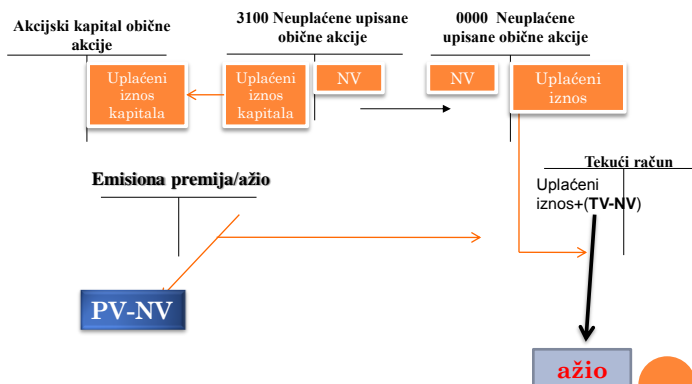 Akcijski kapital obične
akcije
3100 Neuplaćene upisane
obične akcije
0000 Neuplaćene
upisane obične akcije
Uplaćeni
iznos
kapitala
Uplaćeni
iznos
kapitala
NV
NV
Uplaćeni
iznos
Emisiona premija/ažio
Tekući račun
Uplaćeni
iznos+(TV-NV)
PV-NV
ažio